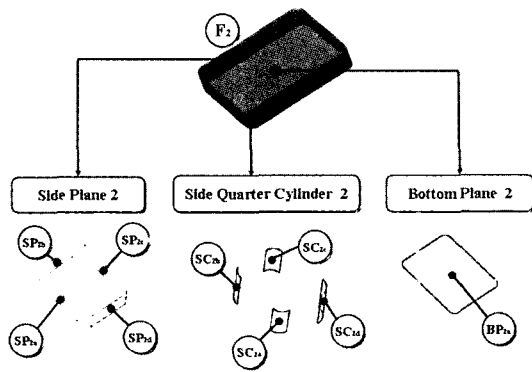 F2
Side Plane 2
Side Quarter Cylinder 2
Bottom Plane 2
SP2b
SP2c
SP2a
SP2d
SC2b
SC2c
SC2a
SC2d
BP2a